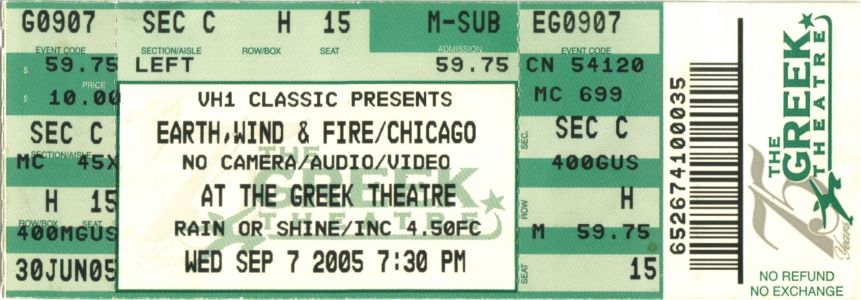 G0907 SEC C H 15 M-SUB EG0907
EVENT CODE SECTION/AISLE ROW/BOX SEAT ADMISSION EVENT CODE
$ 59.75 LEFT 59.75 CN 54120
PRICE
$ 10.00 VH1 CLASSIC PRESENTS MC 699
SEC C EARTH,WIND & FIRE/CHICAGO SEC. SEC C
SECTION/AISLE
MC 45X NO CAMERA/AUDIO/VIDEO 400GUS
H 15 AT THE GREEK THEATRE ROW H
ROW/BOX SEAT
400MGUS RAIN OR SHINE/INC 4.50FC M 59.75
30JUN05 WED SEP 7 2005 7:30 PM SEAT 15
THE GREEK THEATRE
652674100035
THE
GREEK
THEATRE
75
Years
NO REFUND
NO EXCHANGE